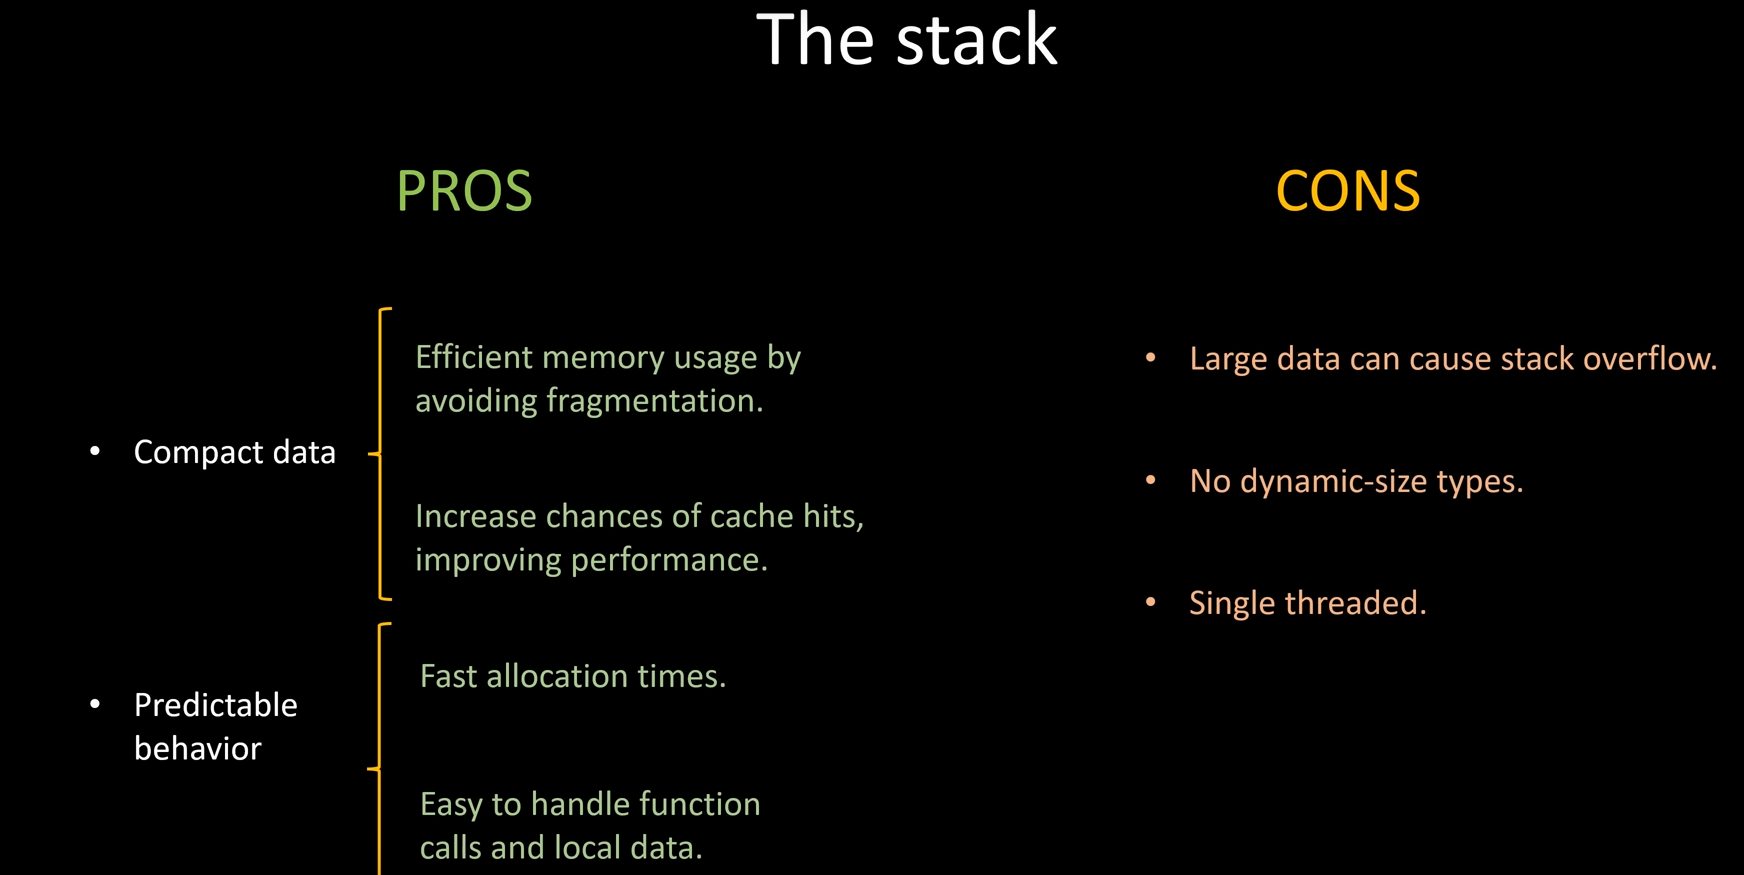 The stack
PROS
• Compact data
Efficient memory usage by
avoiding fragmentation.
Increase chances of cache hits,
improving performance.
• Predictable
behavior
Fast allocation times.
Easy to handle function
calls and local data.
CONS
• Large data can cause stack overflow.
• No dynamic-size types.
• Single threaded.